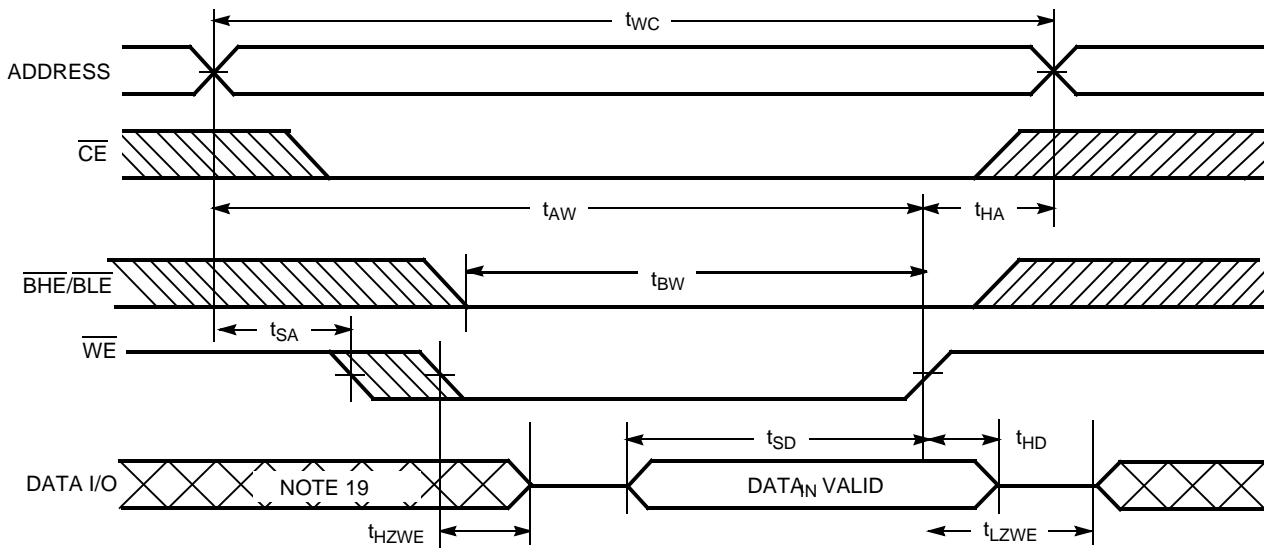 tWC
ADDRESS
CE
tAW
tHA
BHE/BLE
tBW
tSA
WE
tSD
tHD
DATA I/O
NOTE 19
DATAIN VALID
tHZWE
tLZWE